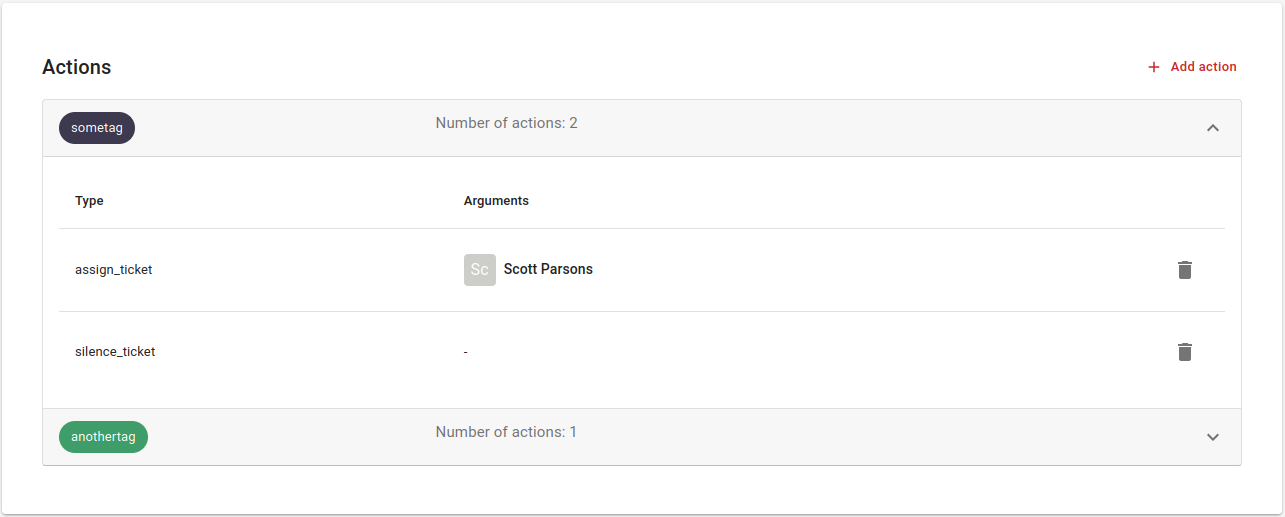 Actions
+ Add action
sometag
Number of actions: 2
Type Arguments
assign_ticket Sc Scott Parsons
silence_ticket -
anothertag
Number of actions: 1